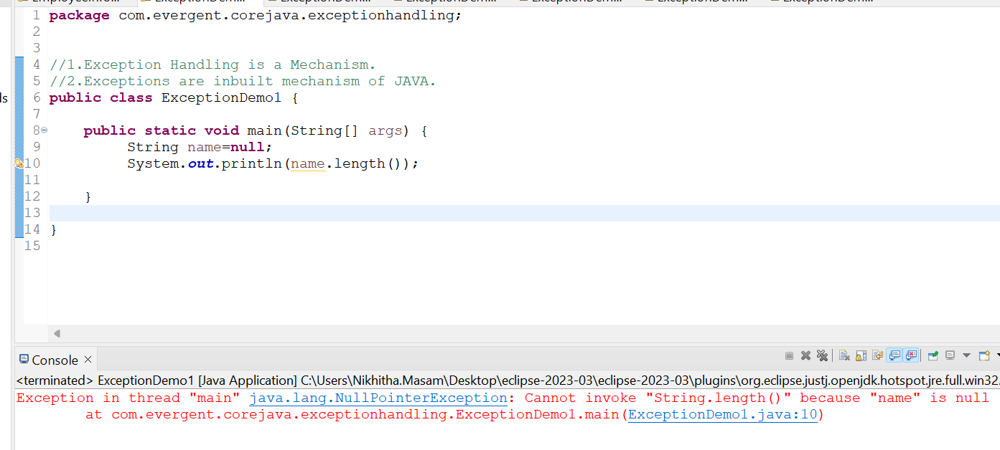 package com.evergent.corejava.exceptionhandling;
1
2
3
4 //1.Exception Handling is a Mechanism.
5 //2.Exceptions are inbuilt mechanism of JAVA.
6 public class ExceptionDemo1 {
7
8 public static void main(String[] args) {
9 String name=null;
10 System.out.println(name.length());
11
12 }
13
14 }
15
Console
<terminated> ExceptionDemo1 [Java Application] C:\Users\Nikhitha.Masam\Desktop\eclipse-2023-03\eclipse-2023-03\plugins\org.eclipse.justj.openjdk.hotspot.jre.full.win32.
Exception in thread "main" java.lang.NullPointerException: Cannot invoke "String.length()" because "name" is null
at com.evergent.corejava.exceptionhandling.ExceptionDemo1.main(ExceptionDemo1.java:10)